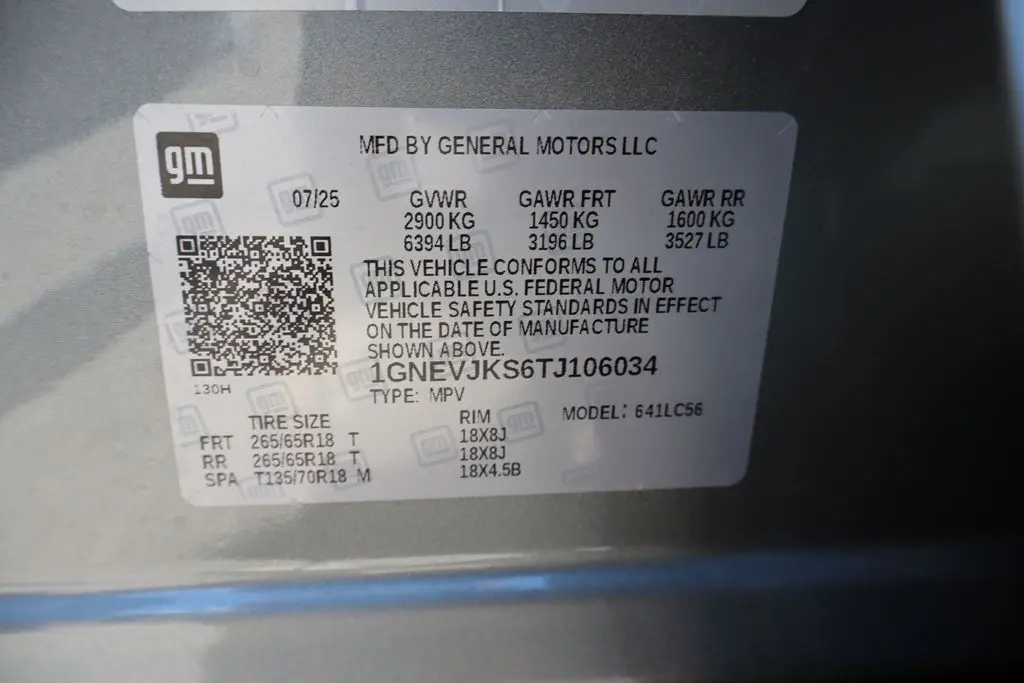 gm
MFD BY GENERAL MOTORS LLC
07/25 GVWR GAWR FRT GAWR RR
2900 KG 1450 KG 1600 KG
6394 LB 3196 LB 3527 LB
THIS VEHICLE CONFORMS TO ALL
APPLICABLE U.S. FEDERAL MOTOR
VEHICLE SAFETY STANDARDS IN EFFECT
ON THE DATE OF MANUFACTURE
SHOWN ABOVE.
1GNEVJKS6TJ106034
130H
TYPE: MPV
TIRE SIZE RIM MODEL: 641LC56
FRT 265/65R18 T 18X8J
RR 265/65R18 T 18X8J
SPA T135/70R18 M 18X4.5B